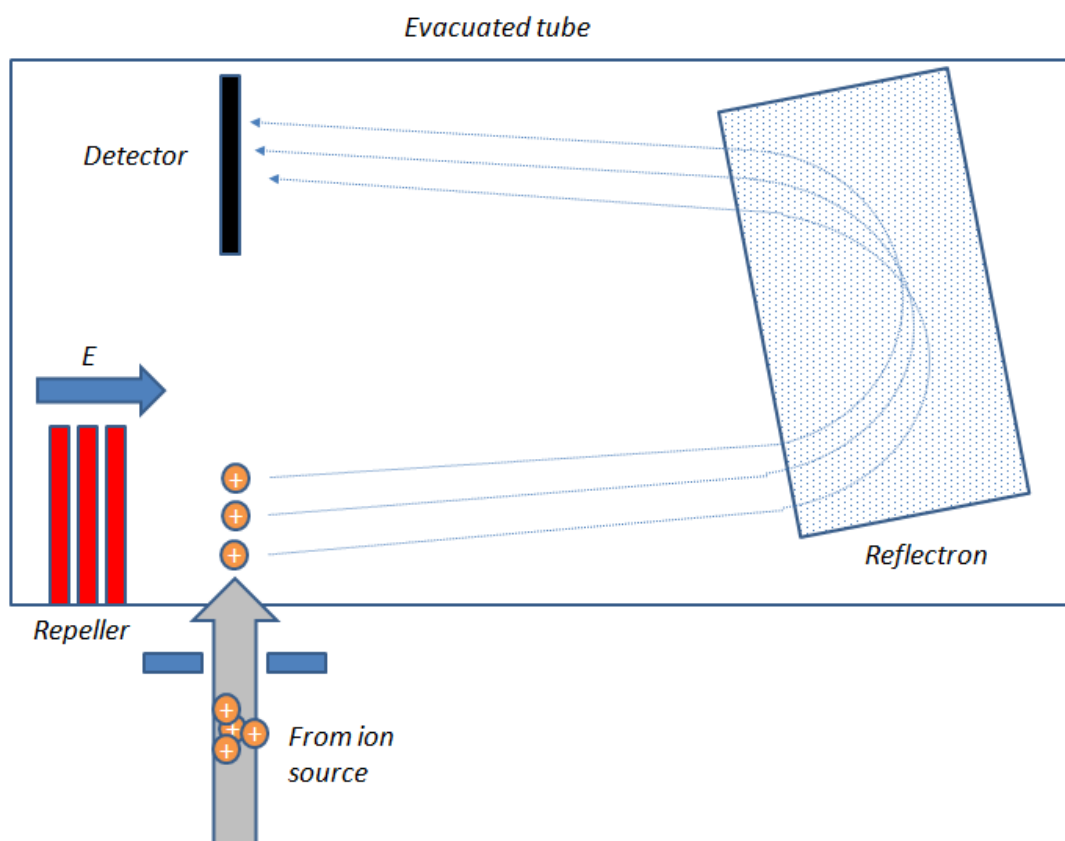 Evacuated tube
Detector
E
+
+
+
Reflectron
Repeller
+
+
+
+
From ion
source